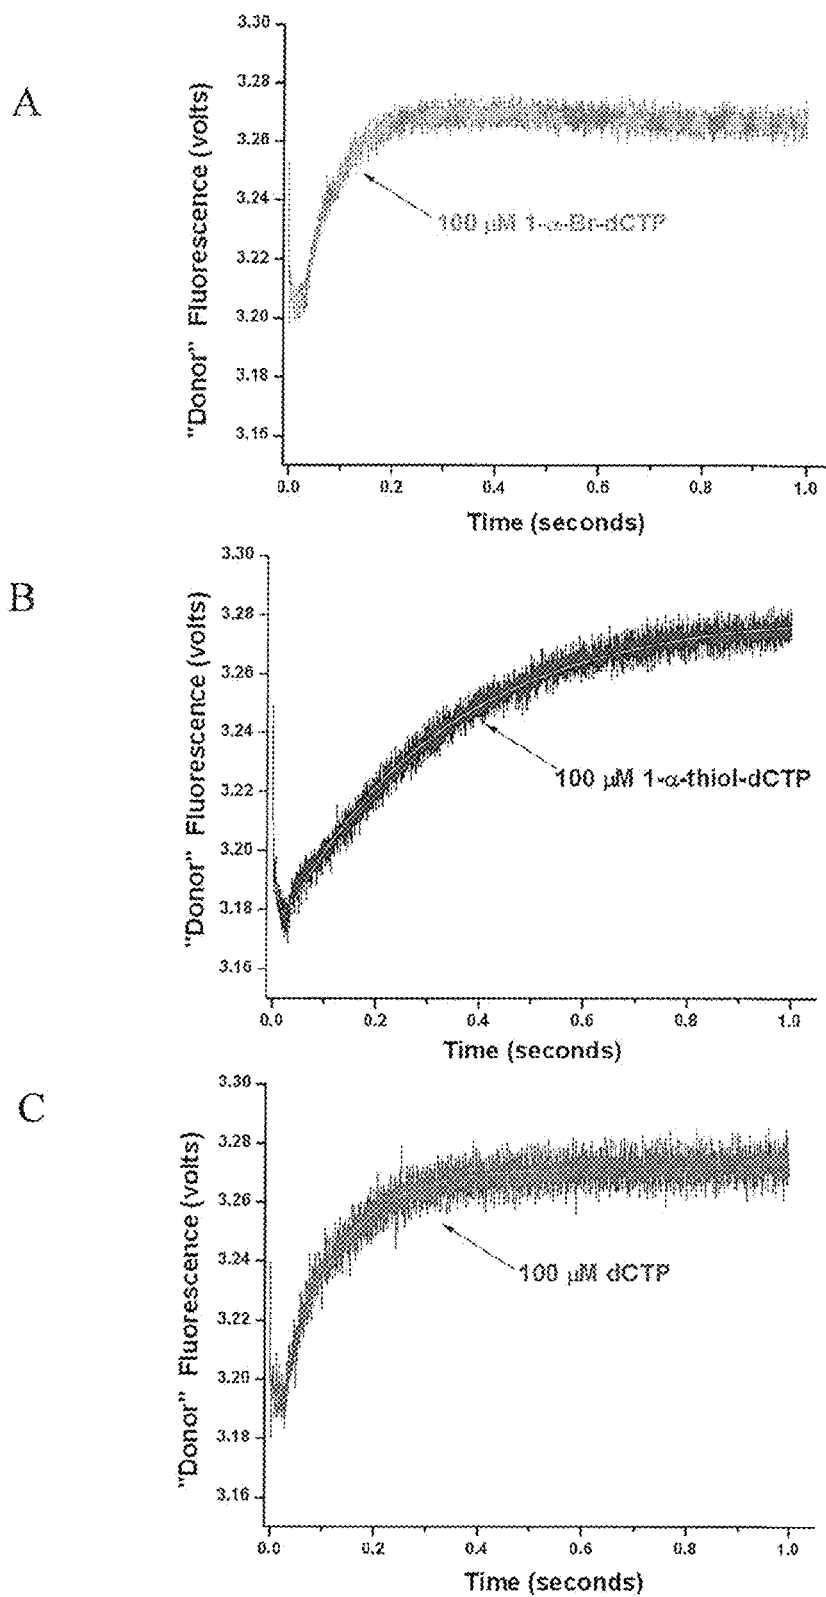 A
"Donor" Fluorescence (volts)
3.30
3.28
3.26
3.24
3.22
3.20
3.18
3.16
100 μM 1-α-Br-dCTP
0.0 0.2 0.4 0.6 0.8 1.0
Time (seconds)
B
"Donor" Fluorescence (volts)
3.30
3.28
3.26
3.24
3.22
3.20
3.18
3.16
100 μM 1-α-thiol-dCTP
0.0 0.2 0.4 0.6 0.8 1.0
Time (seconds)
C
"Donor" Fluorescence (volts)
3.30
3.28
3.26
3.24
3.22
3.20
3.18
3.16
100 μM dCTP
0.0 0.2 0.4 0.6 0.8 1.0
Time (seconds)